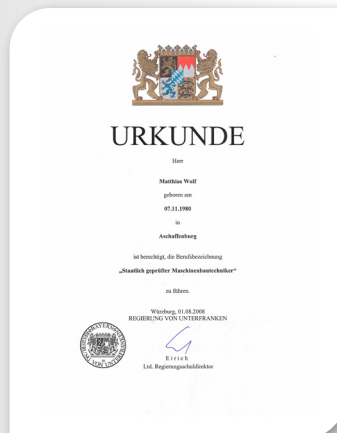 URKUNDE
Herr
Matthias Wolf
geboren am
07.11.1980
in
Aschaffenburg
ist berechtigt, die Berufsbezeichnung
„Staatlich geprüfter Maschinenbautechniker“
zu führen.
Würzburg, 01.08.2008
REGIERUNG VON UNTERFRANKEN
Eirich
Ltd. Regierungsschuldirektor